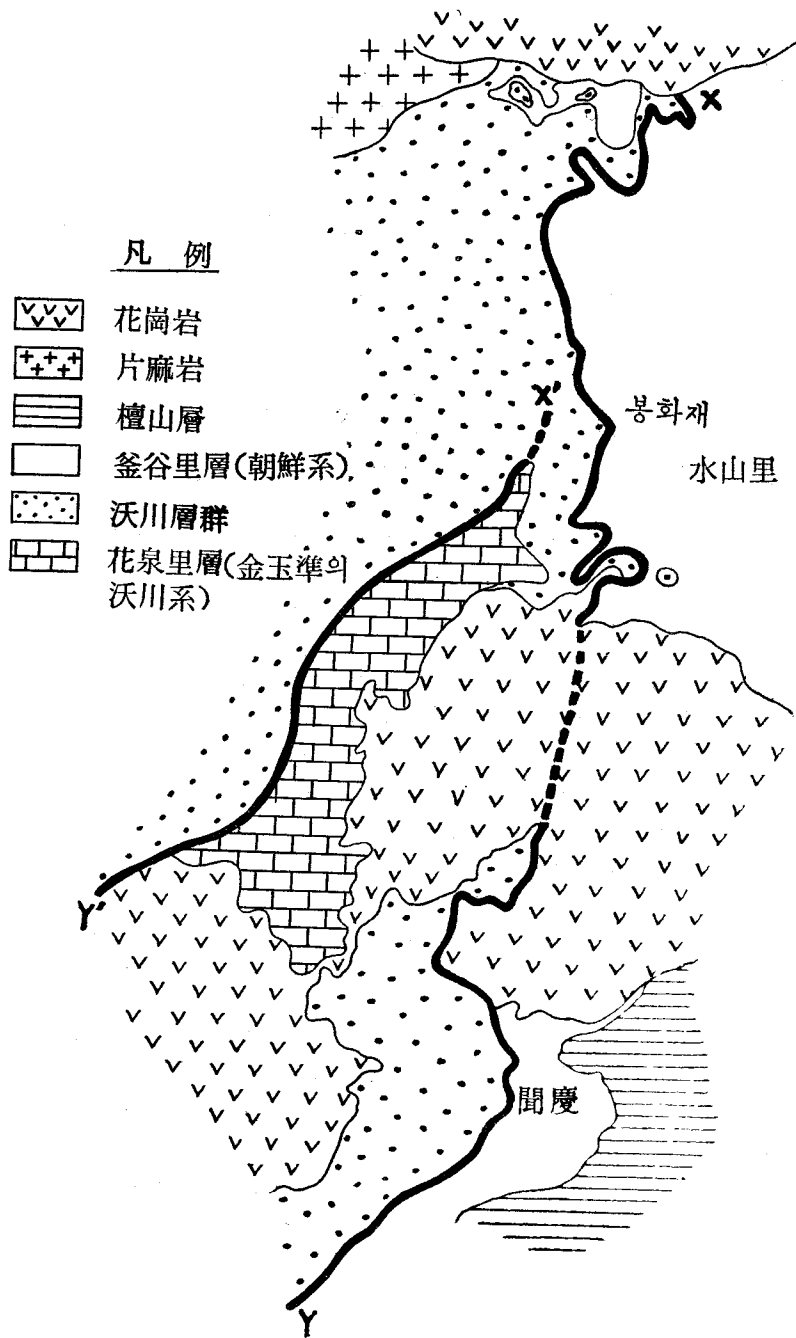 X
凡 例
花崗岩
片麻岩
檀山層
釜谷里層(朝鮮系)
沃川層群
花泉里層(金玉準의
沃川系)
X
봉화재
水山里
Y'
聞慶
Y